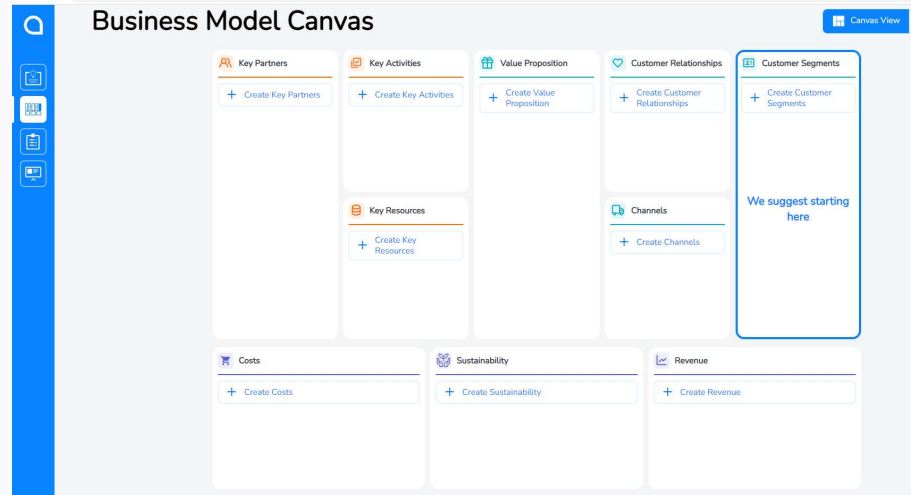 Business Model Canvas
Canvas View
Key Partners
Create Key Partners
Key Activities
Create Key Activities
Value Proposition
Create Value
Proposition
Customer Relationships
Create Customer
Relationships
Customer Segments
Create Customer
Segments
We suggest starting
here
Key Resources
Create Key
Resources
Channels
Create Channels
Costs
Create Costs
Sustainability
Create Sustainability
Revenue
Create Revenue